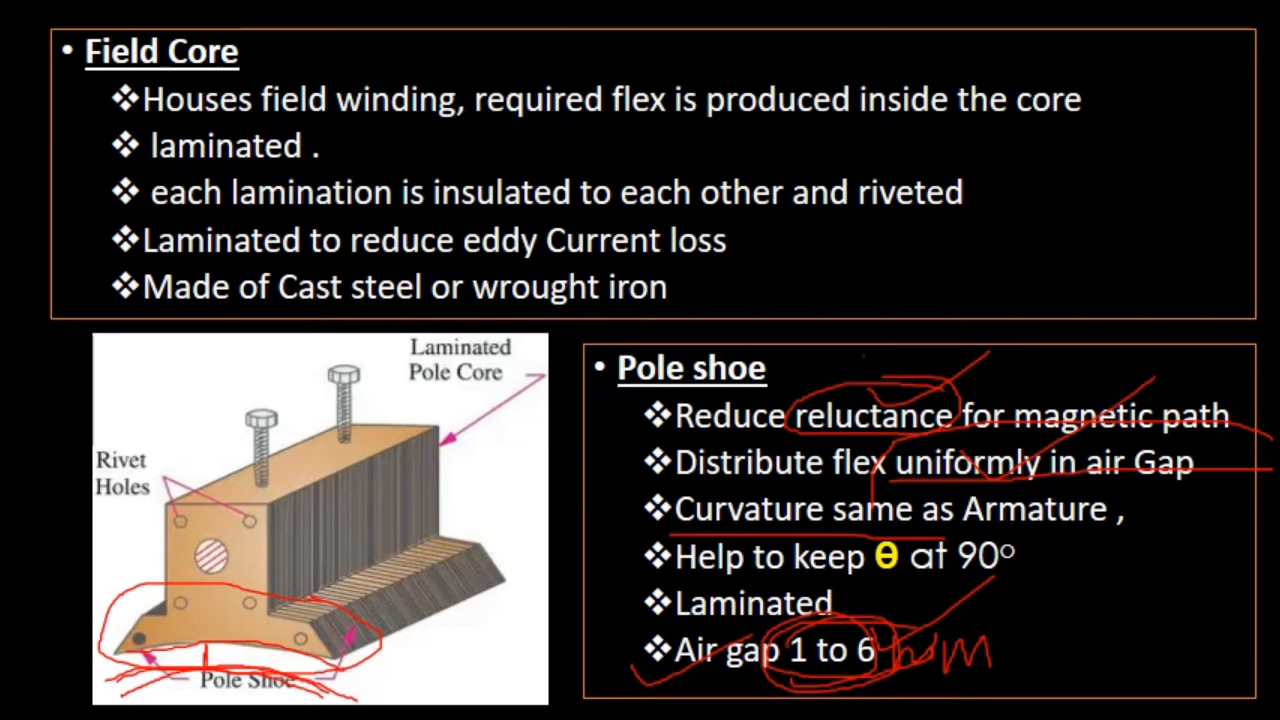 • Field Core
❖Houses field winding, required flex is produced inside the core
❖ laminated .
❖ each lamination is insulated to each other and riveted
❖Laminated to reduce eddy Current loss
❖Made of Cast steel or wrought iron
Laminated
Pole Core
Rivet
Holes
Pole Shoe
• Pole shoe
❖Reduce reluctance for magnetic path
❖Distribute flex uniformly in air Gap
❖Curvature same as Armature ,
❖Help to keep Ө at 90°
❖Laminated
❖Air gap 1 to 6 mm